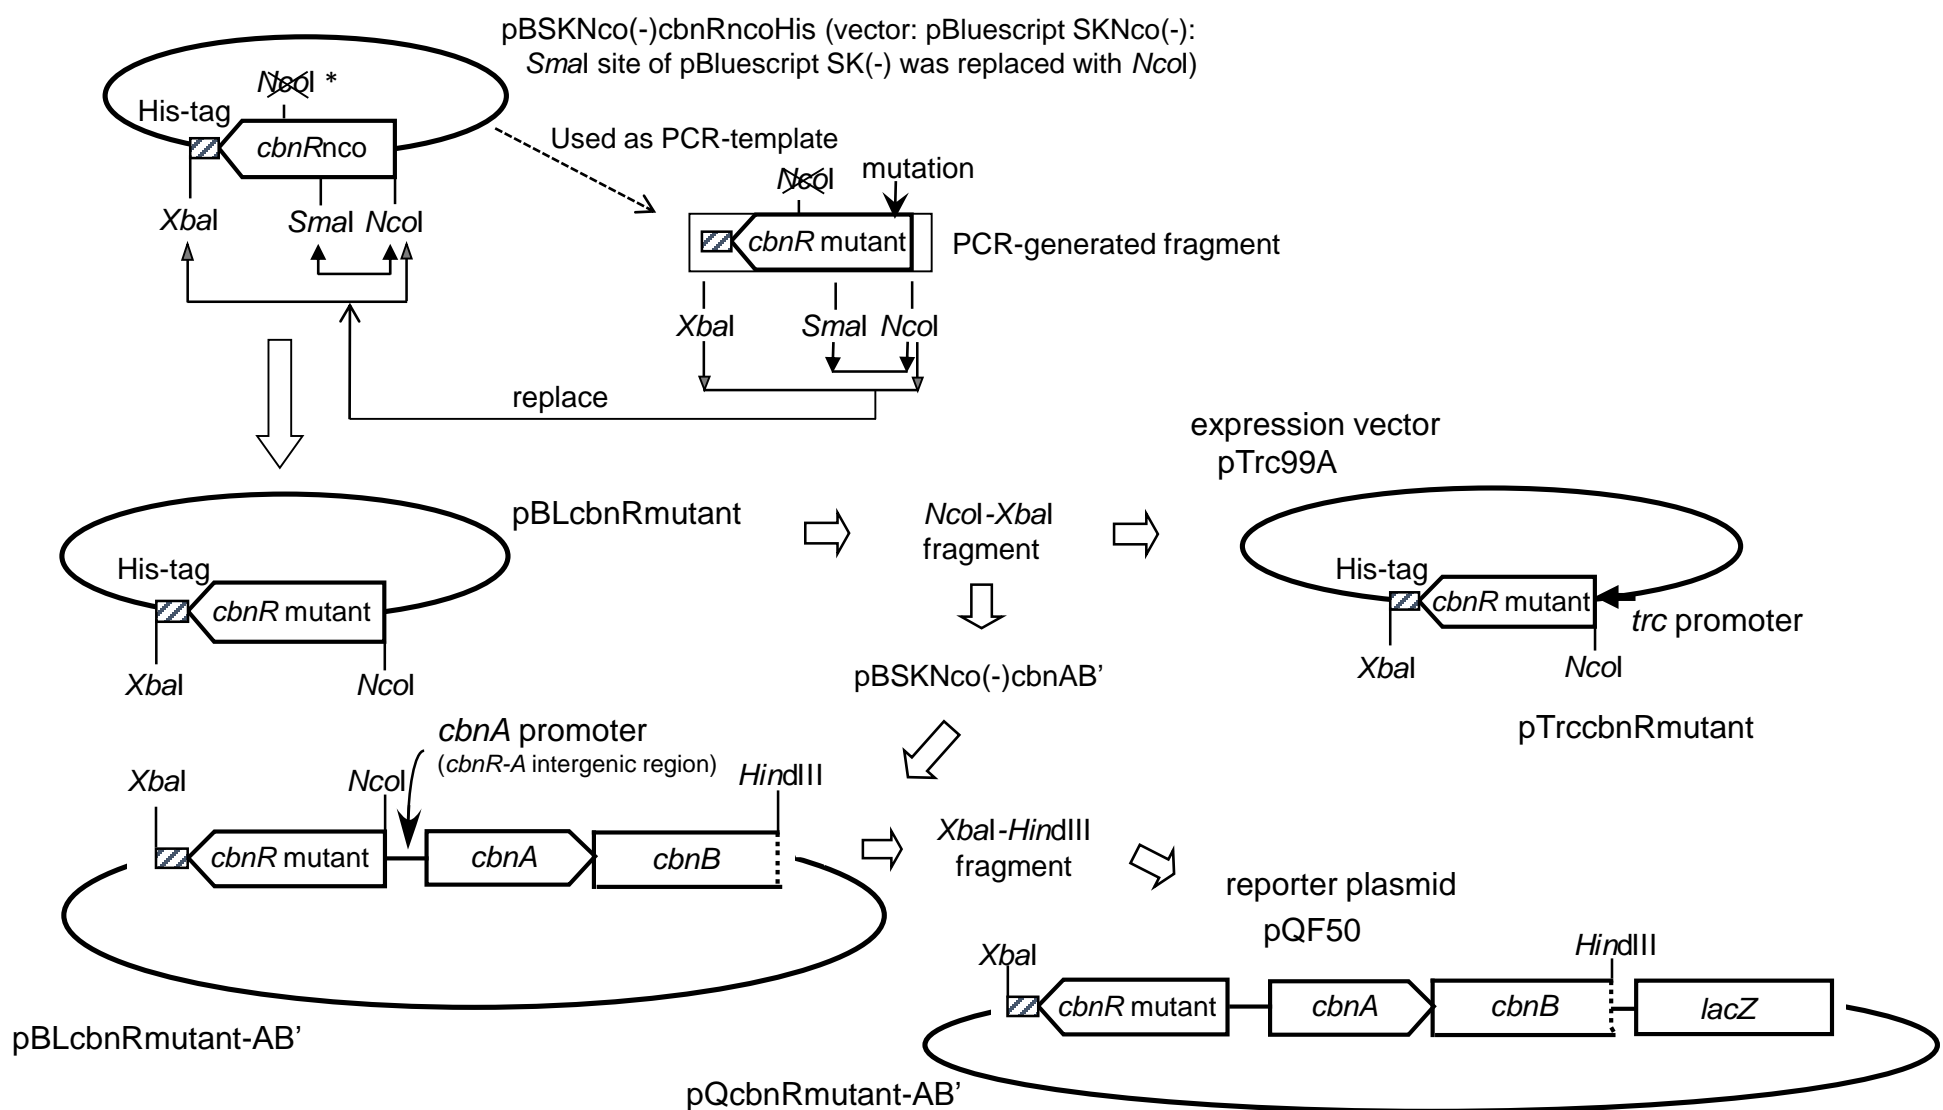 pBSKNco(-)cbnRncoHis (vector: pBluescript SKNco(-):
SmaI site of pBluescript SK(-) was replaced with NcoI)
NcoI *
His-tag
cbnRnco
XbaI
SmaI
NcoI
Used as PCR-template
NcoI
mutation
cbnR mutant
PCR-generated fragment
XbaI
SmaI
NcoI
replace
pBLcbnRmutant
His-tag
cbnR mutant
XbaI
NcoI
NcoI-XbaI
fragment
expression vector
pTrc99A
His-tag
cbnR mutant
trc promoter
XbaI
NcoI
pTrccbnRmutant
pBSKNco(-)cbnAB’
cbnA promoter
(cbnR-A intergenic region)
XbaI
NcoI
HindIII
cbnR mutant
cbnA
cbnB
pBLcbnRmutant-AB’
XbaI-HindIII
fragment
reporter plasmid
pQF50
XbaI
HindIII
cbnR mutant
cbnA
cbnB
lacZ
pQcbnRmutant-AB’